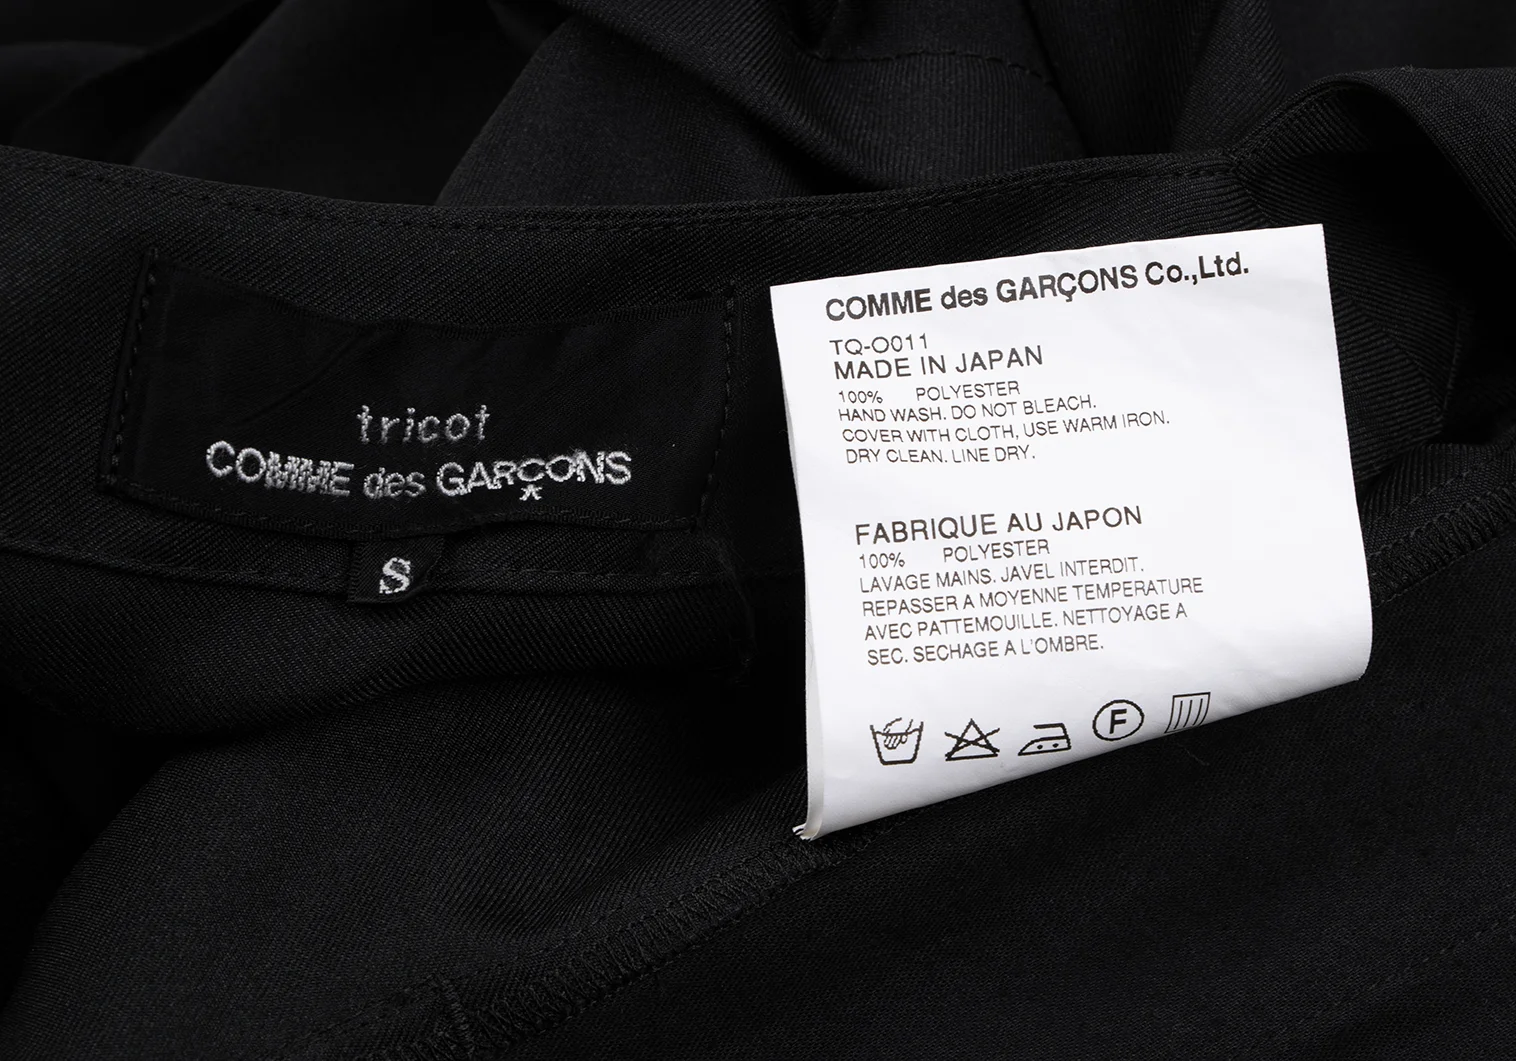 tricot
COMME des GARÇONS
S
COMME des GARÇONS Co.,Ltd.
TQ-O011
MADE IN JAPAN
100% POLYESTER
HAND WASH. DO NOT BLEACH.
COVER WITH CLOTH, USE WARM IRON.
DRY CLEAN. LINE DRY.
FABRIQUE AU JAPON
100% POLYESTER
LAVAGE MAINS. JAVEL INTERDIT.
REPASSER A MOYENNE TEMPERATURE
AVEC PATTEMOUILLE. NETTOYAGE A
SEC. SECHAGE A L'OMBRE.
F